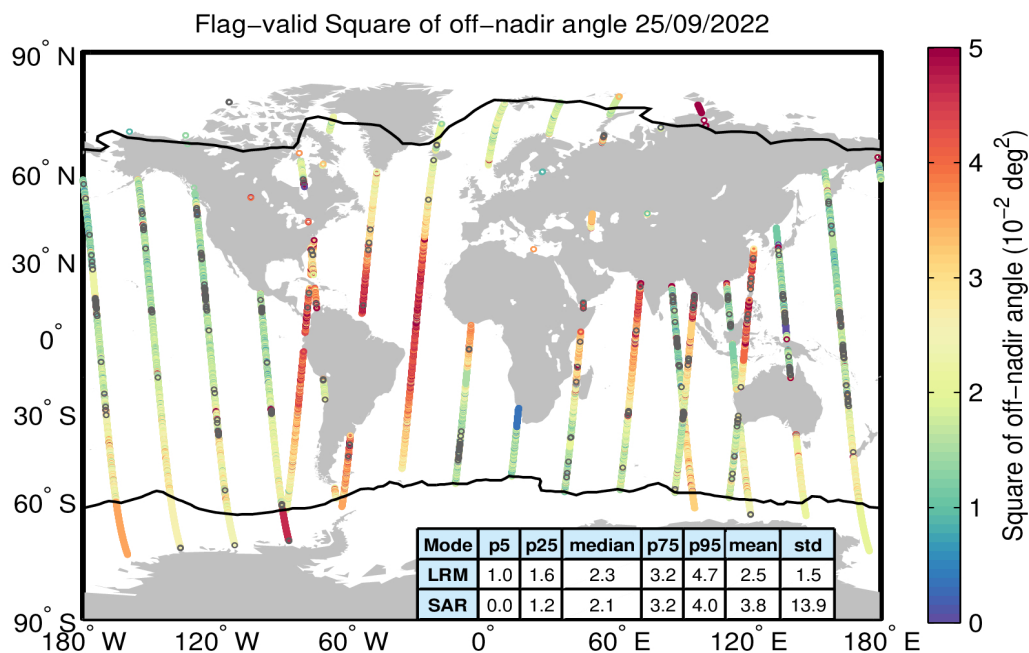 Flag-valid Square of off-nadir angle 25/09/2022
90° N
60° N
30° N
0°
30° S
60° S
90° S
180° W
120° W
60° W
0°
60° E
120° E
180° E
Mode p5 p25 median p75 p95 mean std
LRM 1.0 1.6 2.3 3.2 4.7 2.5 1.5
SAR 0.0 1.2 2.1 3.2 4.0 3.8 13.9
5
4
3
2
1
0
Square of off-nadir angle (10⁻² deg²)